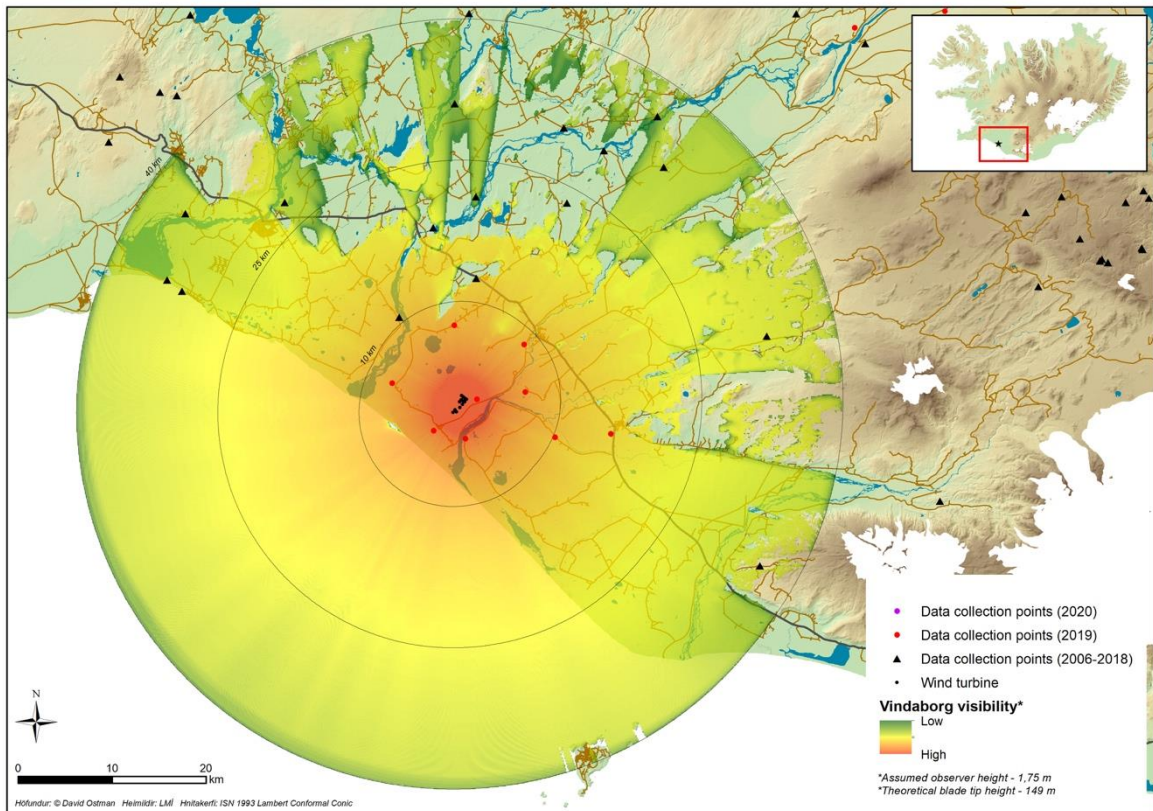 40 km
25 km
10 km
Data collection points (2020)
Data collection points (2019)
Data collection points (2006-2018)
Wind turbine
Vindaborg visibility*
Low
High
*Assumed observer height - 1,75 m
*Theoretical blade tip height - 149 m
N
0 10 20
km
Höfundur: © David Ostman Heimildir: LMÍ Hnitakerfi: ISN 1993 Lambert Conformal Conic